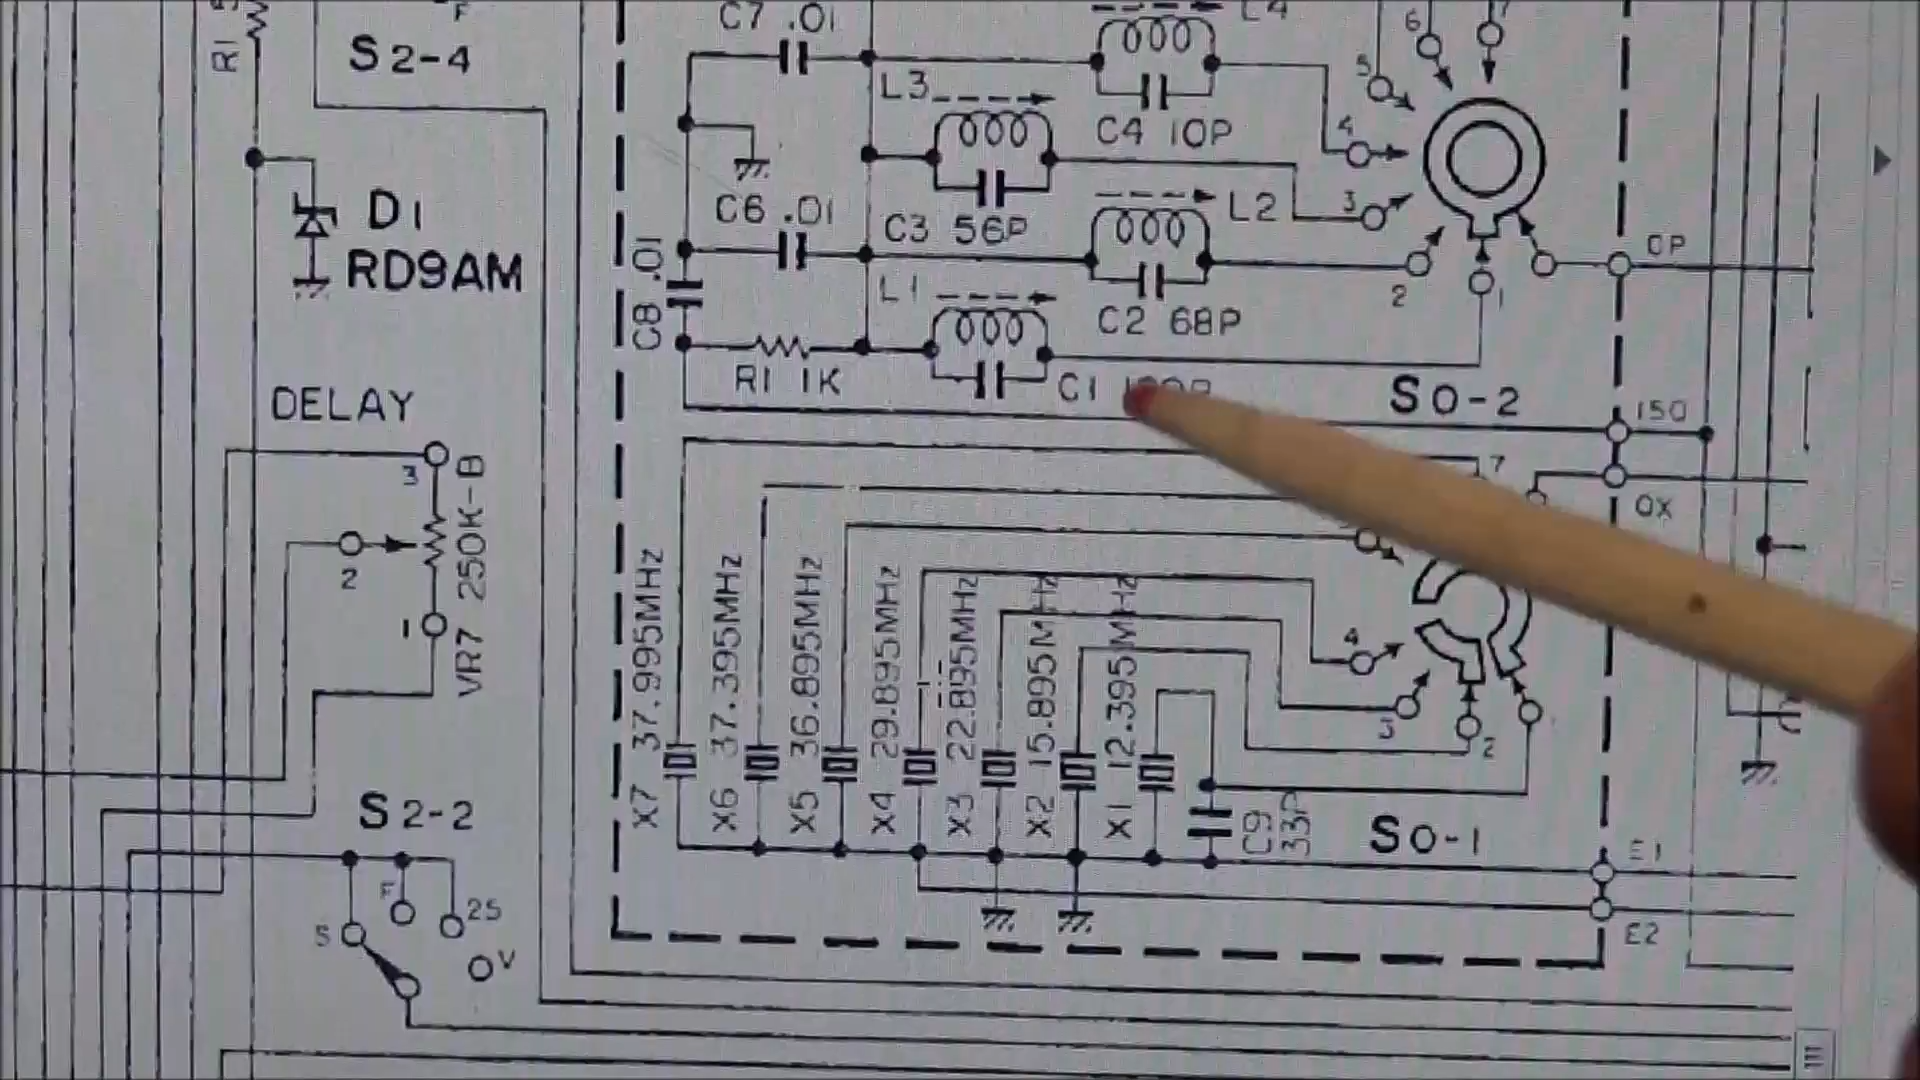 C7 .01
L4
F
R1
S2-4
6
5
L3
C4 10P
4
D1
RD9AM
C6 .01
C3 56P
L2
3
OP
C8 .01
L1
C2 68P
2
1
R1 1K
C1
S0-2
150
DELAY
3
7
OX
2
1
VR7 250K-B
X7 37.995MHz
X6 37.395MHz
X5 36.895MHz
X4 29.895MHz
X3 22.895MHz
X2 15.895MHz
X1 12.395MHz
4
3
2
C9
33P
S0-1
E1
E2
S2-2
S
F
25
OV